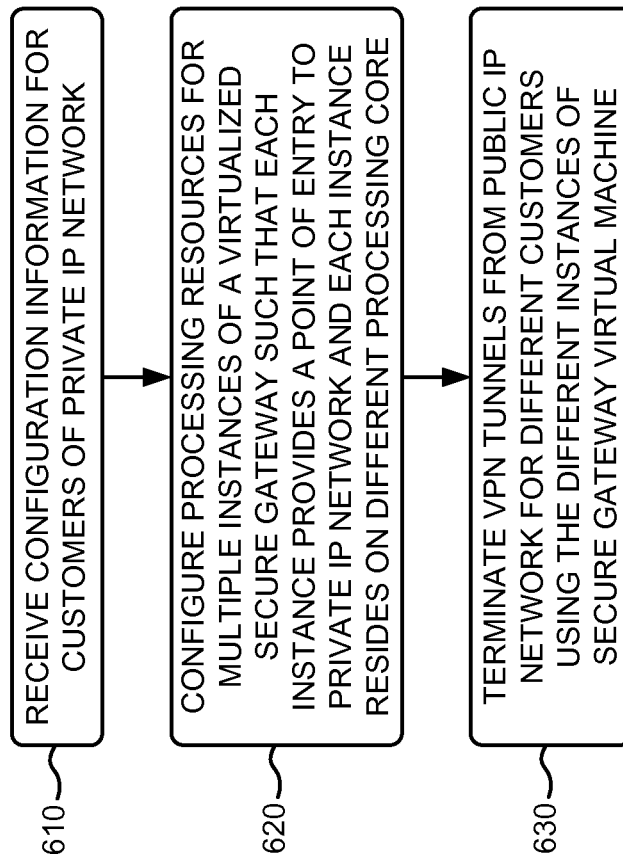 610
RECEIVE CONFIGURATION INFORMATION FOR
CUSTOMERS OF PRIVATE IP NETWORK
620
CONFIGURE PROCESSING RESOURCES FOR
MULTIPLE INSTANCES OF A VIRTUALIZED
SECURE GATEWAY SUCH THAT EACH
INSTANCE PROVIDES A POINT OF ENTRY TO
PRIVATE IP NETWORK AND EACH INSTANCE
RESIDES ON DIFFERENT PROCESSING CORE
630
TERMINATE VPN TUNNELS FROM PUBLIC IP
NETWORK FOR DIFFERENT CUSTOMERS
USING THE DIFFERENT INSTANCES OF
SECURE GATEWAY VIRTUAL MACHINE